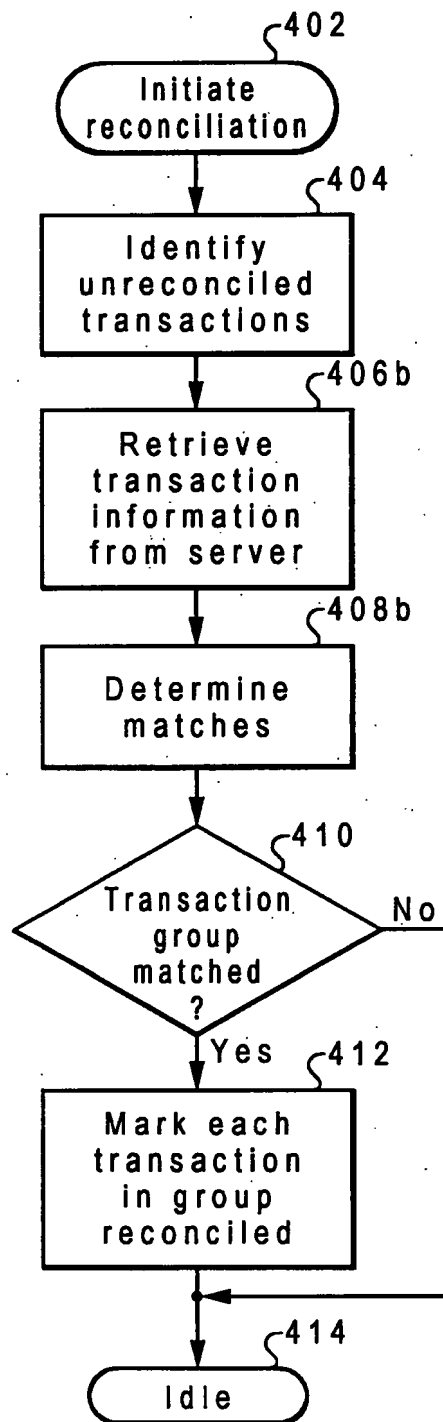 402
Initiate
reconciliation
404
Identify
unreconciled
transactions
406b
Retrieve
transaction
information
from server
408b
Determine
matches
410
Transaction
group
matched
?
No
Yes
412
Mark each
transaction
in group
reconciled
414
Idle